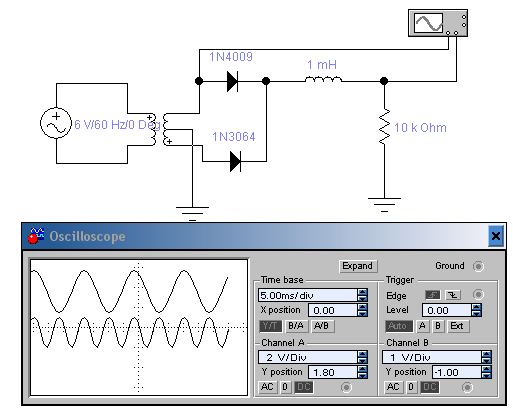 1N4009
1 mH
6 V/60 Hz/0 Deg
1N3064
10 k Ohm
Oscilloscope
Expand
Ground
Time base
5.00ms/div
X position 0.00
Y/T B/A A/B
Trigger
Edge
Level 0.00
Auto A B Ext
Channel A
2 V/Div
Y position 1.80
AC 0 DC
Channel B
1 V/Div
Y position -1.00
AC 0 DC